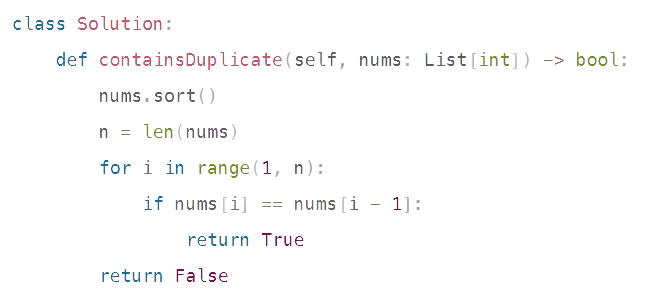 class Solution:
    def containsDuplicate(self, nums: List[int]) -> bool:
        nums.sort()
        n = len(nums)
        for i in range(1, n):
            if nums[i] == nums[i - 1]:
                return True
        return False